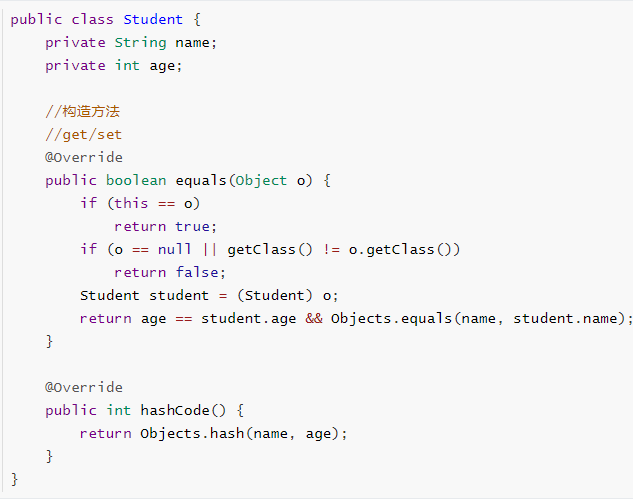 public class Student {
    private String name;
    private int age;

    //构造方法
    //get/set
    @Override
    public boolean equals(Object o) {
        if (this == o)
            return true;
        if (o == null || getClass() != o.getClass())
            return false;
        Student student = (Student) o;
        return age == student.age && Objects.equals(name, student.name);
    }

    @Override
    public int hashCode() {
        return Objects.hash(name, age);
    }
}